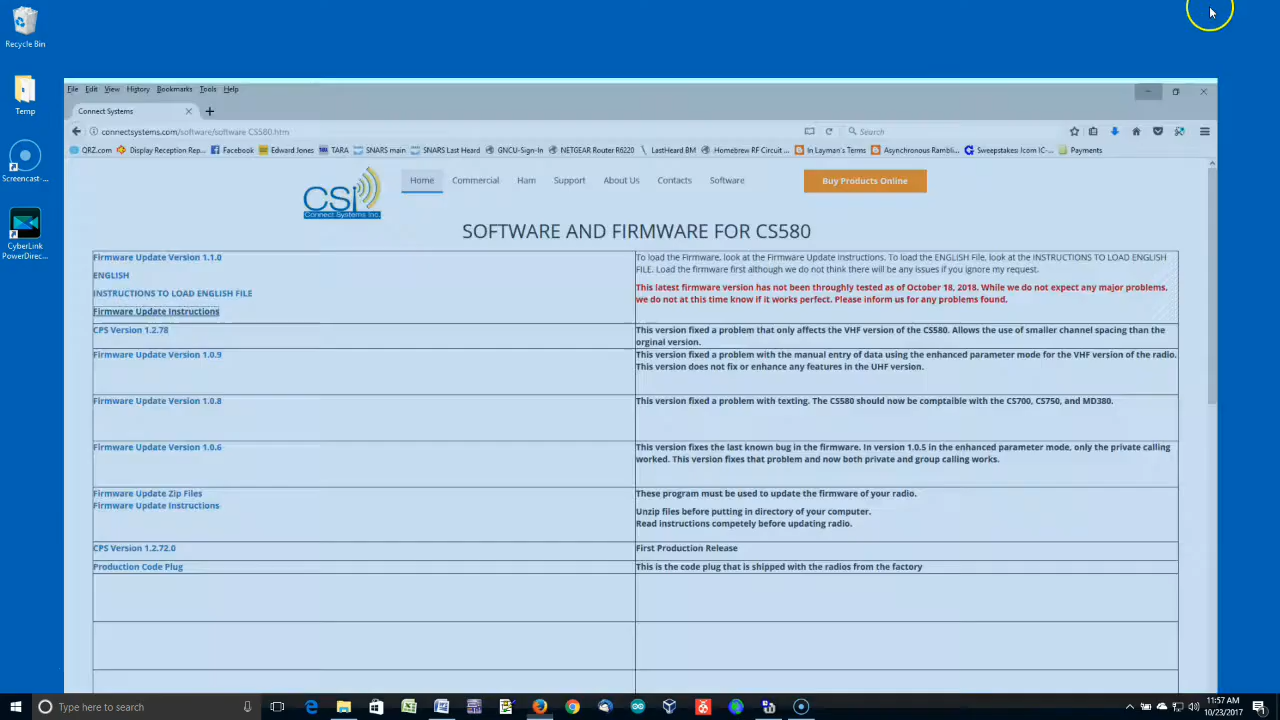 Recycle Bin
Temp
Screencast-...
CyberLink
PowerDirec...
File Edit View History Bookmarks Tools Help
Connect Systems
connectsystems.com/software/software CS580.htm
Search
QRZ.com Display Reception Rep... Facebook Edward Jones TARA SNARS main SNARS Last Heard GNCU-Sign-In NETGEAR Router R6220 LastHeard BM Homebrew RF Circuit ... In Layman's Terms Asynchronous Rambli... Sweepstakes: Icom IC-... Payments
CSi
Connect Systems Inc.
Home Commercial Ham Support About Us Contacts Software
Buy Products Online
SOFTWARE AND FIRMWARE FOR CS580
Firmware Update Version 1.1.0
ENGLISH
INSTRUCTIONS TO LOAD ENGLISH FILE
Firmware Update Instructions
To load the Firmware, look at the Firmware Update Instructions. To load the ENGLISH File, look at the INSTRUCTIONS TO LOAD ENGLISH
FILE. Load the firmware first although we do not think there will be any issues if you ignore my request.
This latest firmware version has not been throughly tested as of October 18, 2018. While we do not expect any major problems,
we do not at this time know if it works perfect. Please inform us for any problems found.
CPS Version 1.2.78
This version fixed a problem that only affects the VHF version of the CS580. Allows the use of smaller channel spacing than the
orginal version.
Firmware Update Version 1.0.9
This version fixed a problem with the manual entry of data using the enhanced parameter mode for the VHF version of the radio.
This version does not fix or enhance any features in the UHF version.
Firmware Update Version 1.0.8
This version fixed a problem with texting. The CS580 should now be comptaible with the CS700, CS750, and MD380.
Firmware Update Version 1.0.6
This version fixes the last known bug in the firmware. In version 1.0.5 in the enhanced parameter mode, only the private calling
worked. This version fixes that problem and now both private and group calling works.
Firmware Update Zip Files
Firmware Update Instructions
These program must be used to update the firmware of your radio.
Unzip files before putting in directory of your computer.
Read instructions competely before updating radio.
CPS Version 1.2.72.0
First Production Release
Production Code Plug
This is the code plug that is shipped with the radios from the factory
Type here to search
11:57 AM
10/23/2017